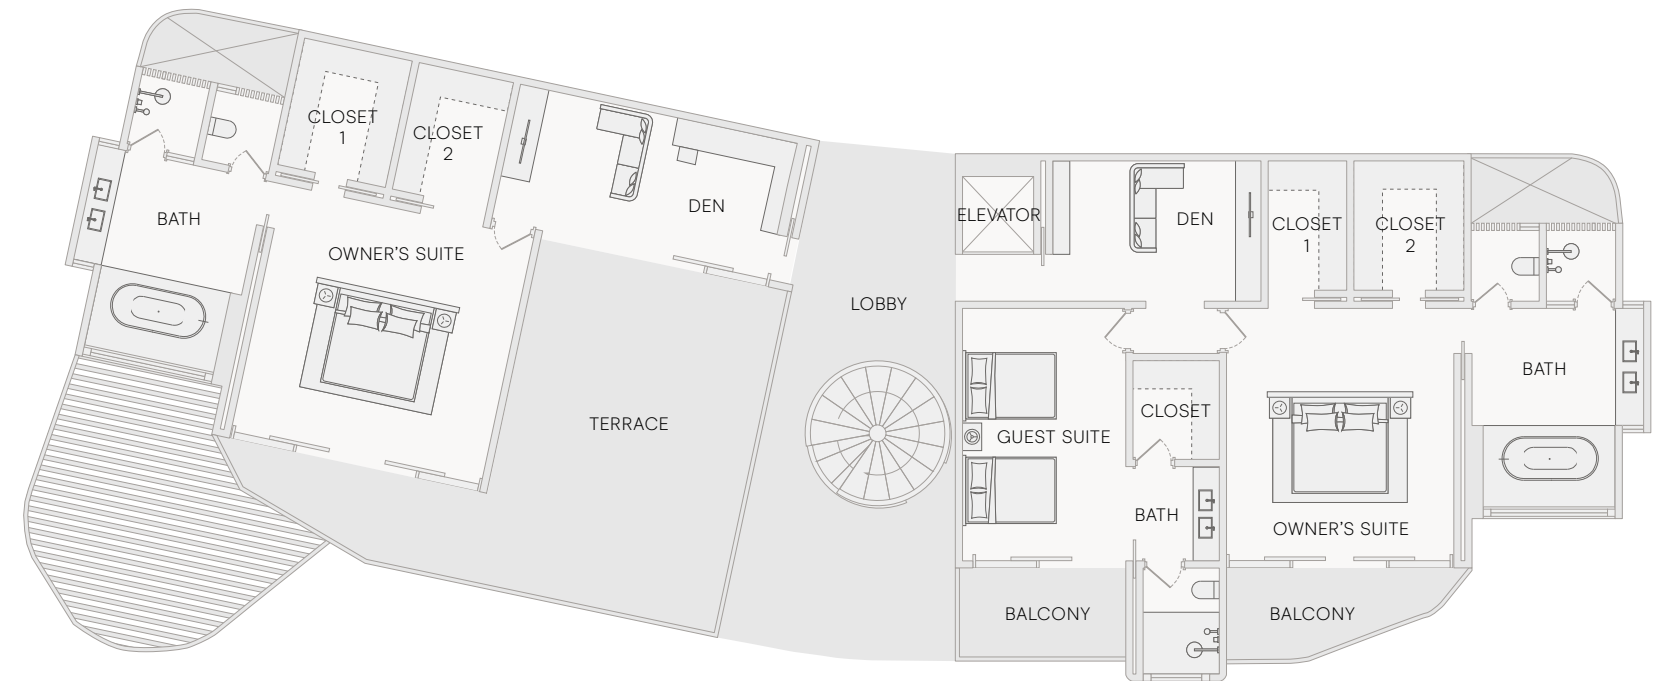 CLOSET
1
CLOSET
2
BATH
OWNER’S SUITE
DEN
TERRACE
LOBBY
ELEVATOR
DEN
CLOSET
1
CLOSET
2
BATH
CLOSET
GUEST SUITE
BATH
OWNER’S SUITE
BALCONY
BALCONY